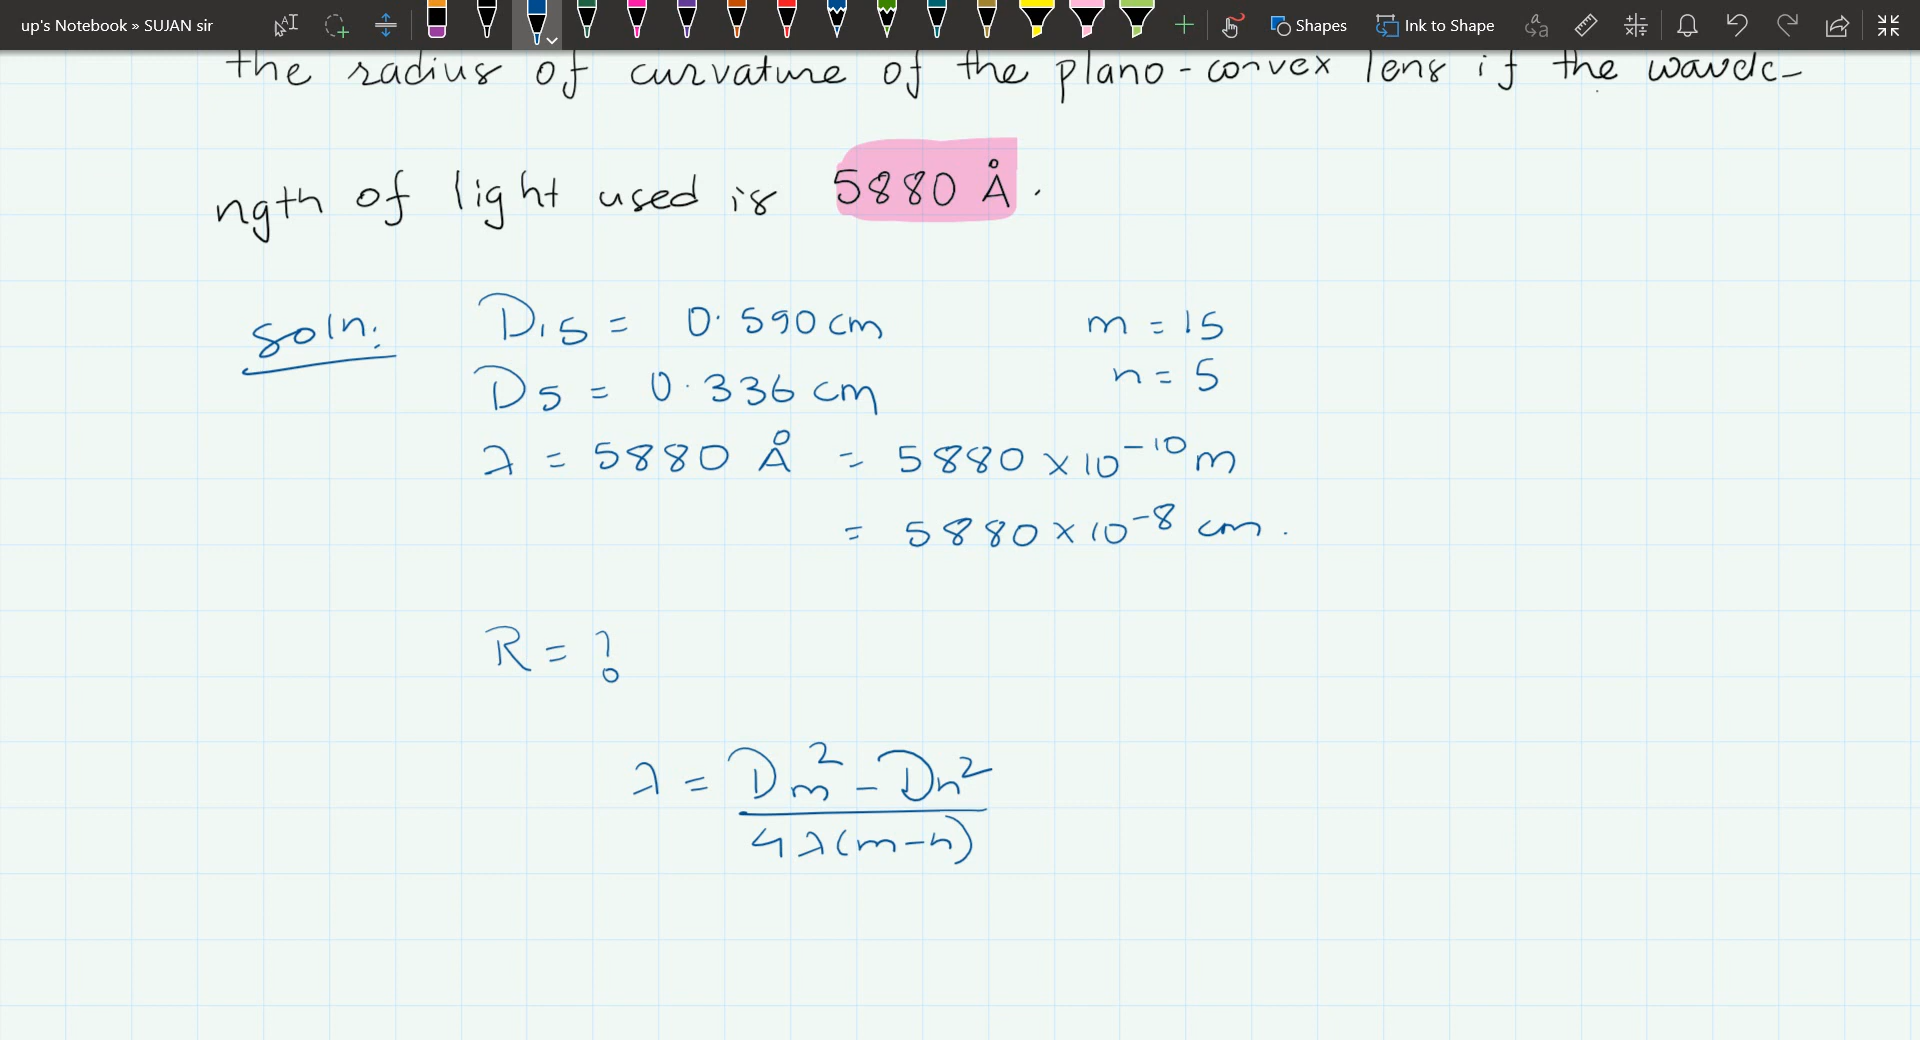 up's Notebook » SUJAN sir
Shapes
Ink to Shape
the radius of curvature of the plano-convex lens if the wavele-
ngth of light used is 5880 Å.
soln:
D₁₅ = 0.590 cm
m = 15
D₅ = 0.336 cm
n = 5
λ = 5880 Å = 5880 × 10⁻¹⁰ m
= 5880 × 10⁻⁸ cm.
R = ?
λ = Dₘ² - Dₙ²
4λ(m-n)